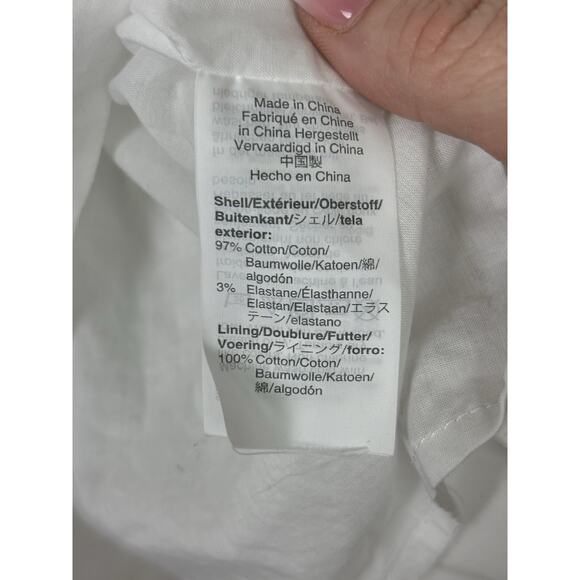 Made in China
Fabriqué en Chine
in China Hergestellt
Vervaardigd in China
中国製
Hecho en China
Shell/Extérieur/Oberstoff/
Buitenkant/シェル/tela
exterior:
97% Cotton/Coton/
Baumwolle/Katoen/綿/
algodón
3% Elastane/Élasthanne/
Elastan/Elastaan/エラス
テーン/elastano
Lining/Doublure/Futter/
Voering/ライニング/forro:
100% Cotton/Coton/
Baumwolle/Katoen/
綿/algodón